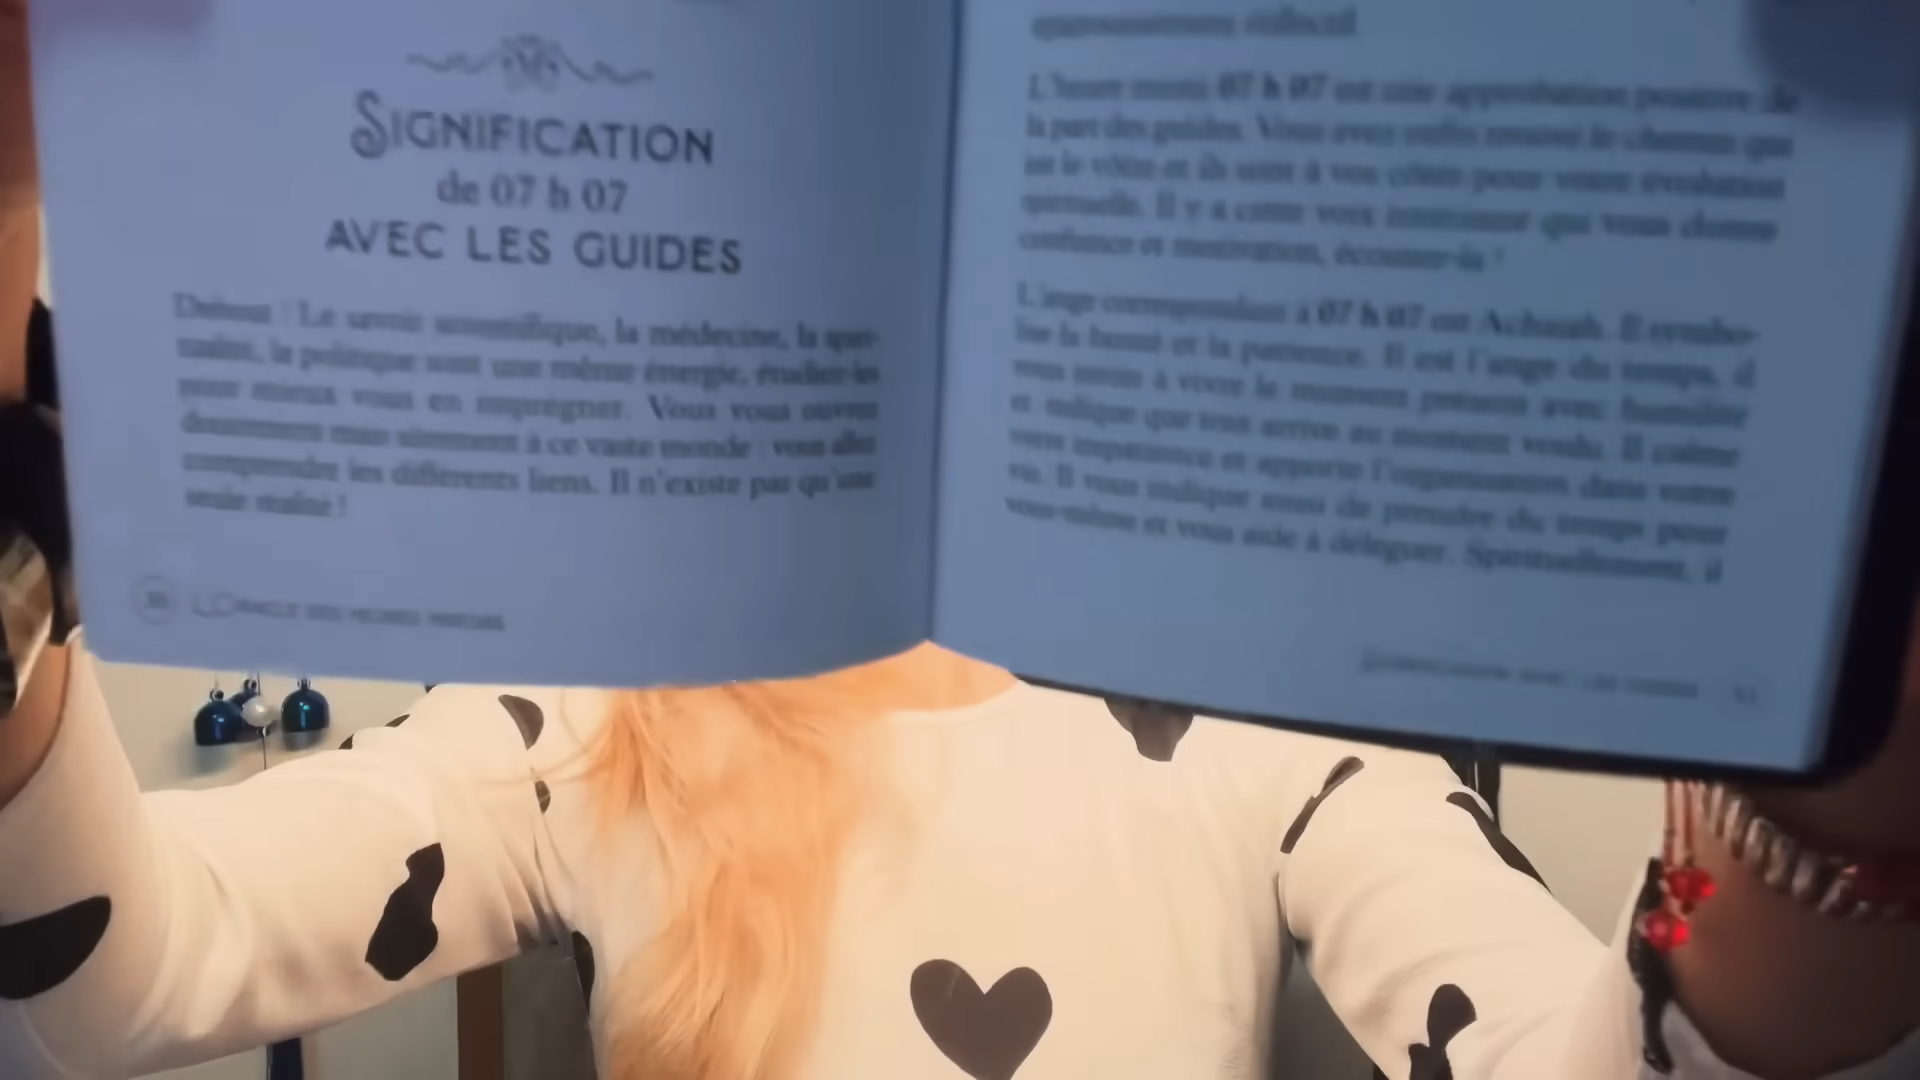 SIGNIFICATION
de 07 h 07
AVEC LES GUIDES
Debout ! Le savoir scientifique, la médecine, la
la politique sont une même énergie, étudiez-les
pour mieux vous en imprégner. Vous vous ouvrez
doucement mais sûrement à ce vaste monde : vous allez
comprendre les différents liens. Il n'existe pas qu'une
seule réalité !
L'ORACLE DES HEURES MIROIRS
L'heure miroir 07 h 07 est une approbation positive de
la part des guides. Vous avez enfin trouvé le chemin qui
est le vôtre et ils sont à vos côtés pour votre évolution
spirituelle. Il y a cette voix intérieure qui vous donne
confiance et motivation, écoutez-la !
L'ange correspondant à 07 h 07 est Achaiah. Il symbo-
lise la bonté et la patience. Il est l'ange du temps, il
vous invite à vivre le moment présent avec humilité
et indique que tout arrive au moment voulu. Il calme
votre impatience et apporte l'organisation dans votre
vie. Il vous indique aussi de prendre du temps pour
vous-même et vous aide à déléguer. Spirituellement, il